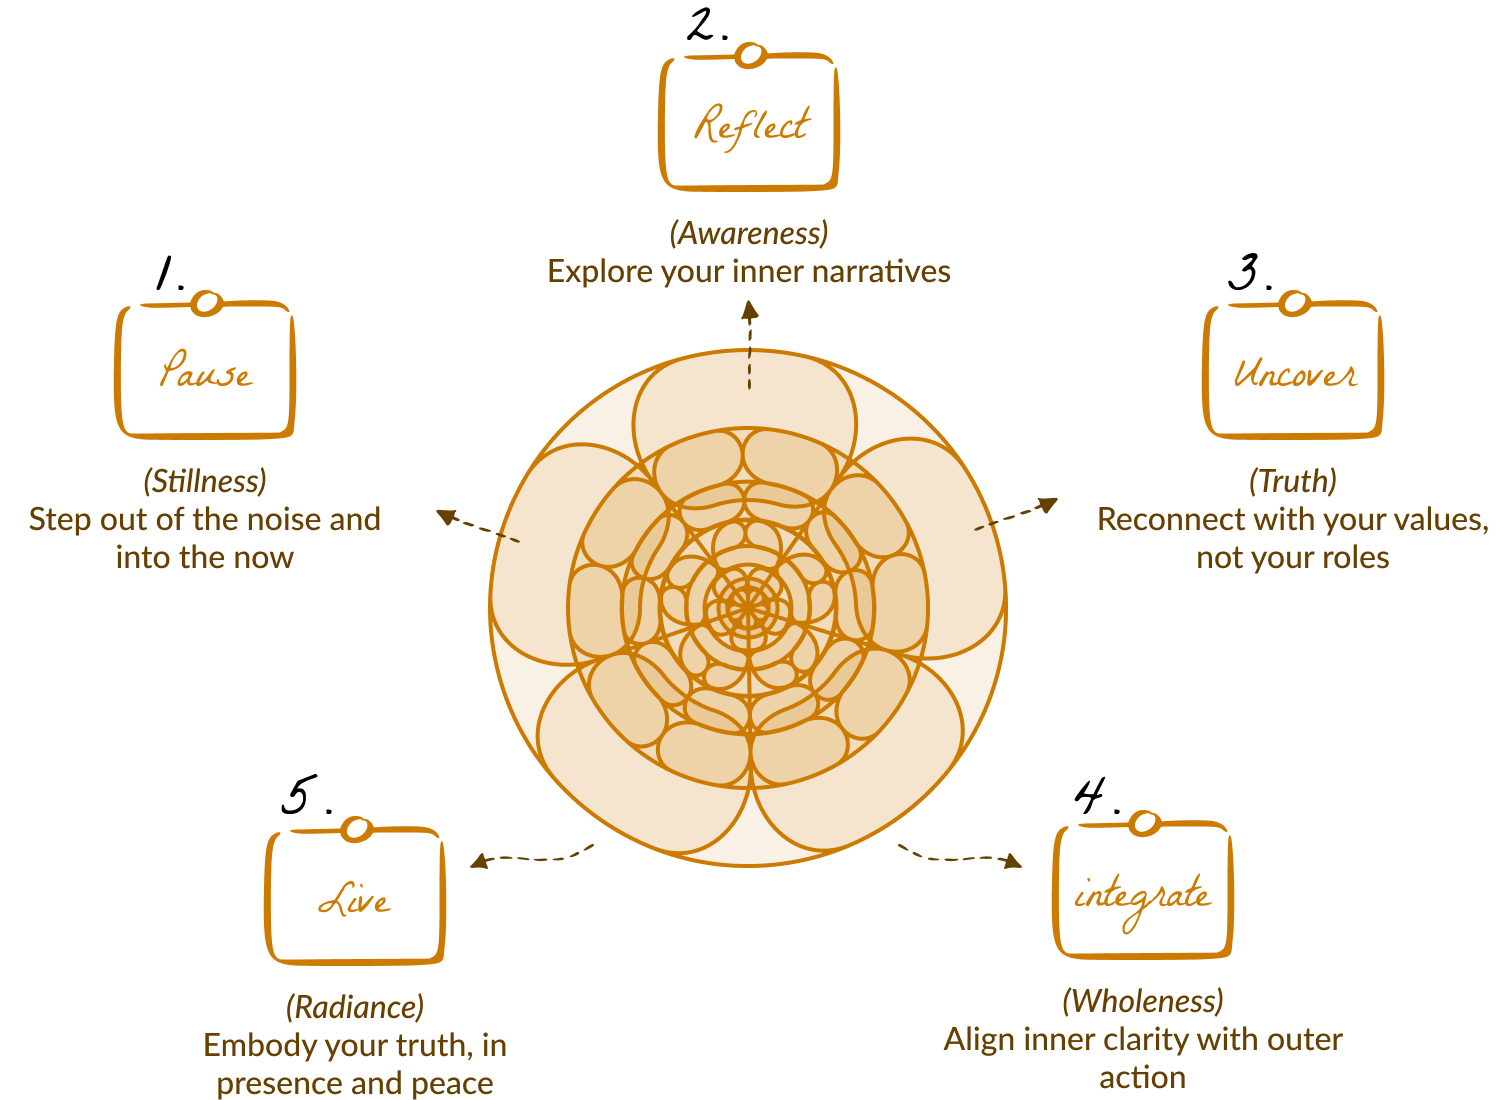 1.
Pause
(Stillness)
Step out of the noise and
into the now
2.
Reflect
(Awareness)
Explore your inner narratives
3.
Uncover
(Truth)
Reconnect with your values,
not your roles
4.
integrate
(Wholeness)
Align inner clarity with outer
action
5.
Live
(Radiance)
Embody your truth, in
presence and peace